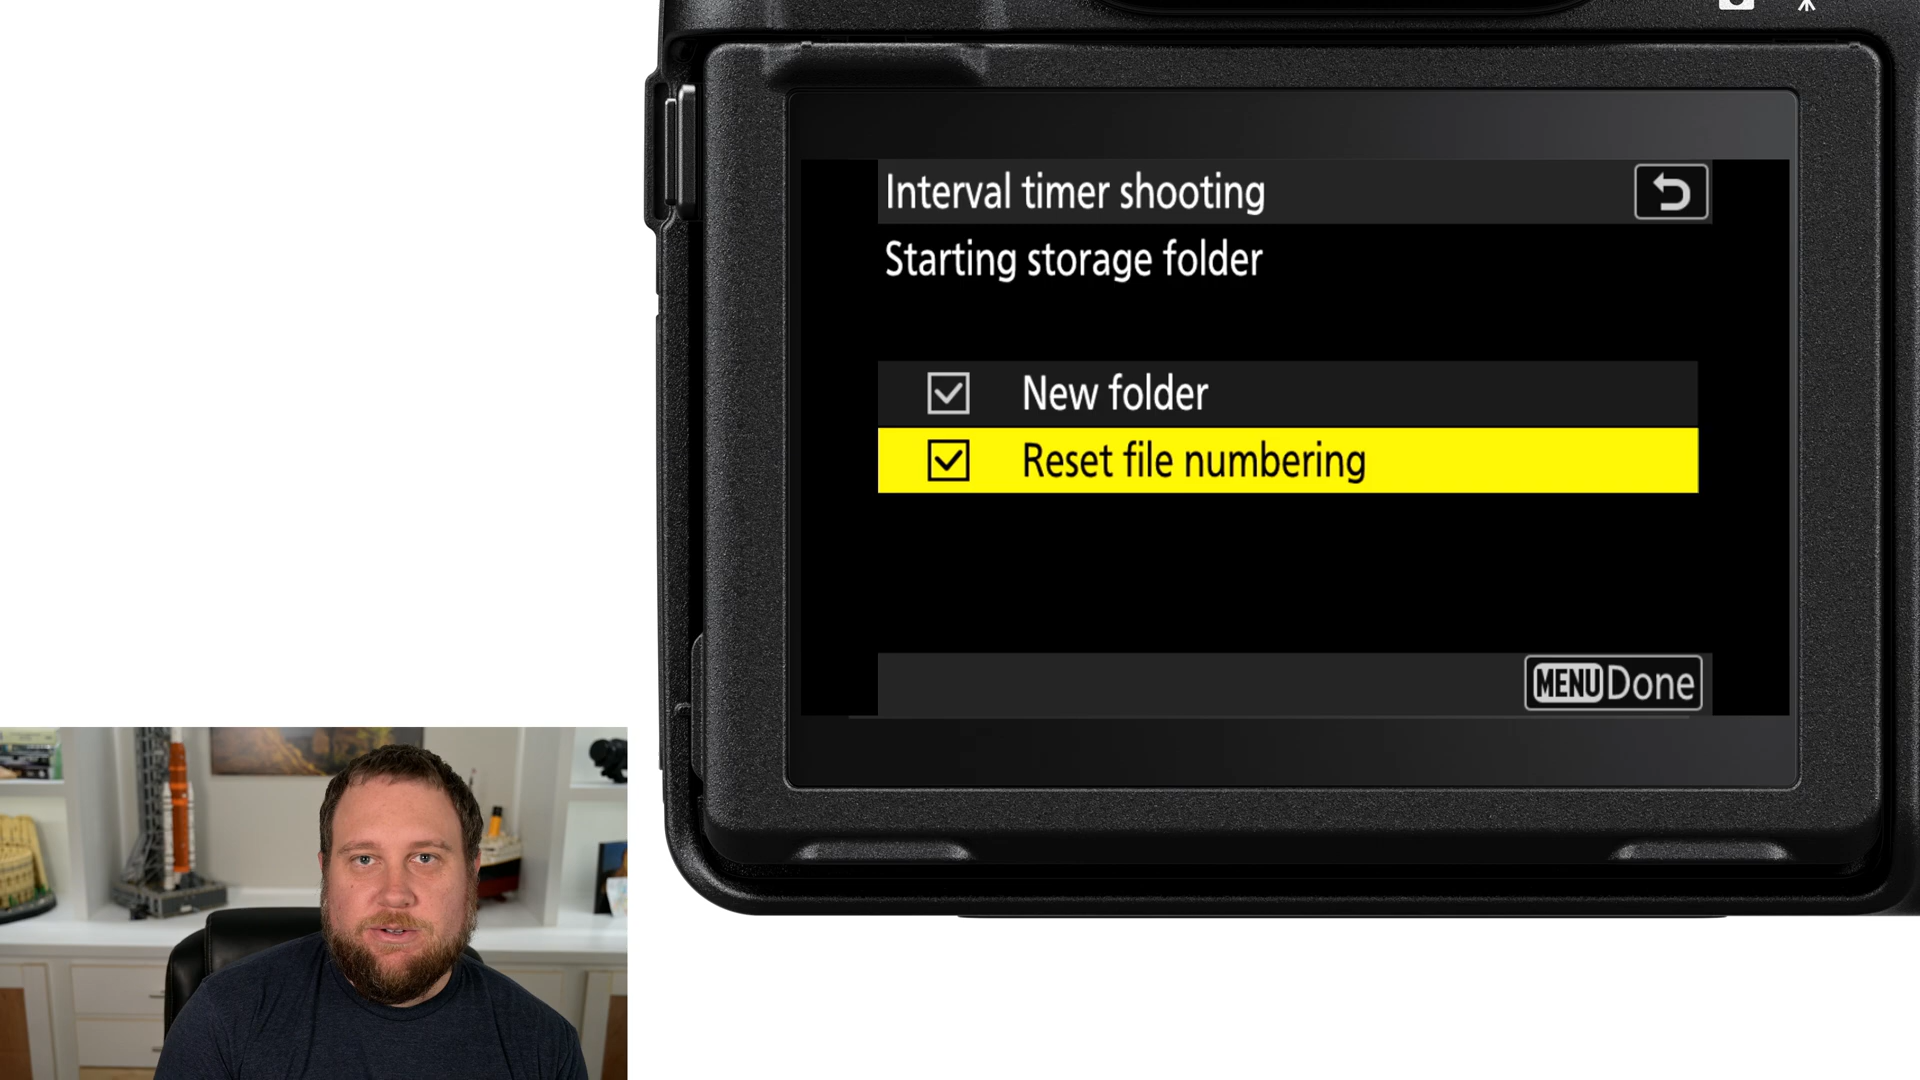 Interval timer shooting
Starting storage folder
New folder
Reset file numbering
MENU Done